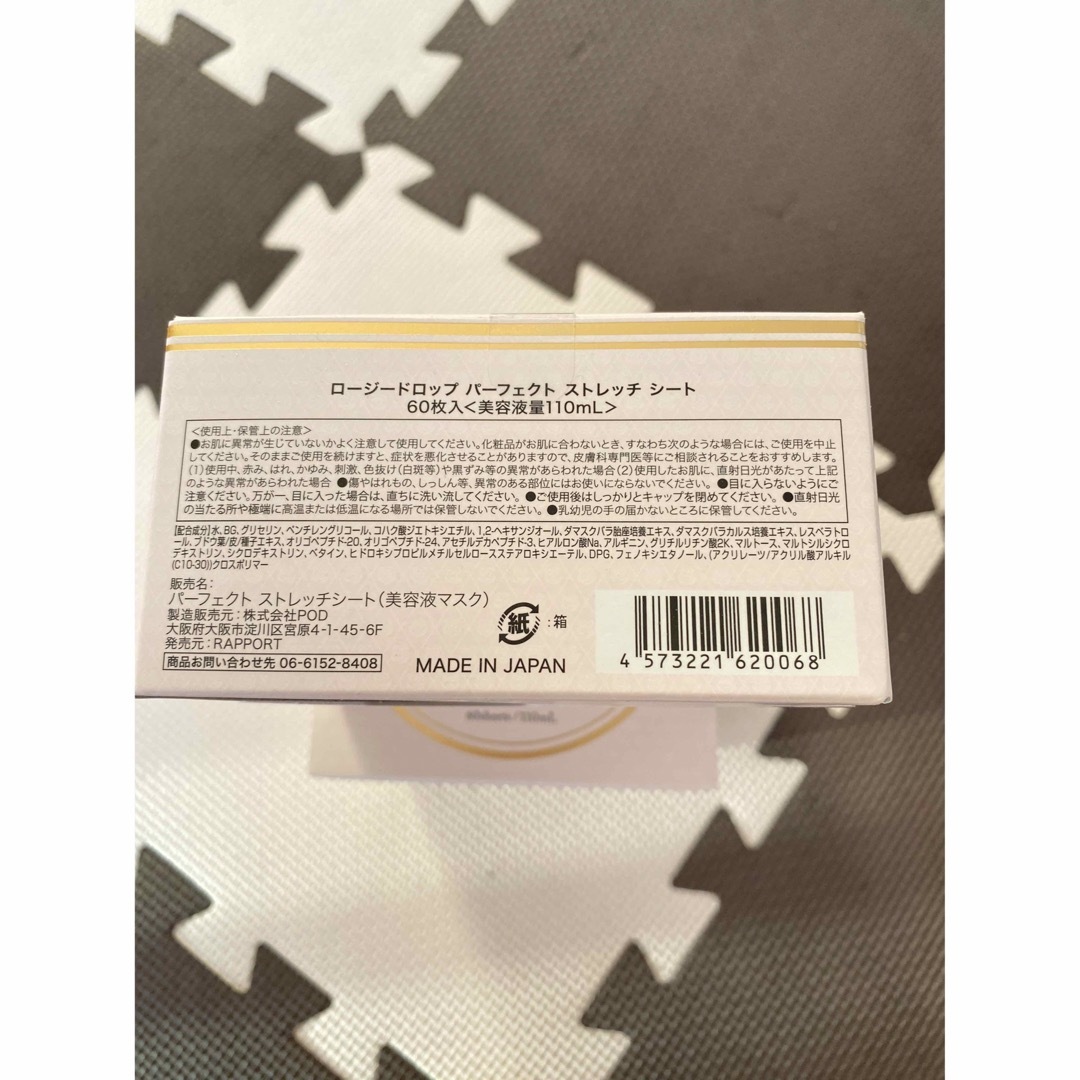 ロージードロップ パーフェクト ストレッチ シート
60枚入<美容液量110mL>
<使用上・保管上の注意>
●お肌に異常が生じていないかよく注意して使用してください。化粧品がお肌に合わないとき、すなわち次のような場合には、ご使用を中止
してください。そのままご使用を続けますと、症状を悪化させることがありますので、皮膚科専門医等にご相談されることをおすすめします。
(1)使用中、赤み、はれ、かゆみ、刺激、色抜け(白斑等)や黒ずみ等の異常があらわれた場合(2)使用したお肌に、直射日光があたって上記
のような異常があらわれた場合 ●傷やはれもの、しっしん等、異常のある部位にはお使いにならないでください。 ●目に入らないようにご
注意ください。万が一、目に入った場合は、直ちに洗い流してください。 ●ご使用後はしっかりとキャップを閉めてください。 ●直射日光
の当たる所や極端に高温または低温になる場所では保管しないでください。 ●乳幼児の手の届かないところに保管してください。
[配合成分]水、BG、グリセリン、ペンチレングリコール、コハク酸ジエトキシエチル、1,2-ヘキサンジオール、ダマスクバラ胎座培養エキス、ダマスクバラカルス培養エキス、レスベラトロ
ール、ブドウ葉/皮/種子エキス、オリゴペプチド-20、オリゴペプチド-24、アセチルデカペプチド-3、ヒアルロン酸Na、アルギニン、グリチルリチン酸2K、マルトース、マルトシルシクロ
デキストリン、シクロデキストリン、ベタイン、ヒドロキシプロピルメチルセルロースステアロキシエーテル、DPG、フェノキシエタノール、(アクリレーツ/アクリル酸アルキル
(C10-30))クロスポリマー
販売名:
パーフェクト ストレッチシート(美容液マスク)
製造販売元:株式会社POD
大阪府大阪市淀川区宮原4-1-45-6F
発売元:RAPPORT
商品お問い合わせ先 06-6152-8408
紙 :箱
MADE IN JAPAN
4 573221 620068